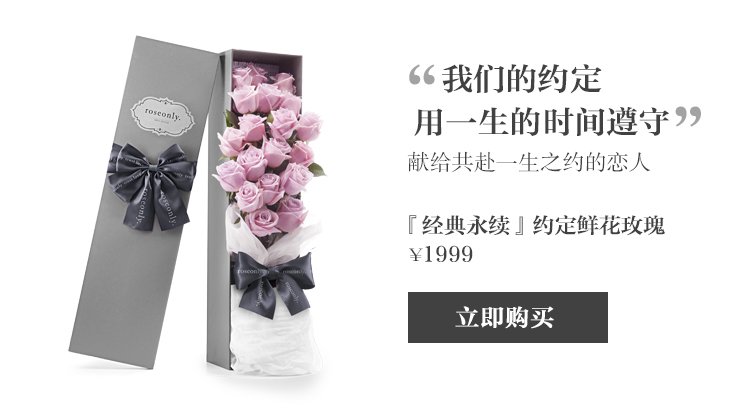 roseonly.
roseonly.
roseonly.
“我们的约定
用一生的时间遵守”
献给共赴一生之约的恋人
『经典永续』约定鲜花玫瑰
¥1999
立即购买